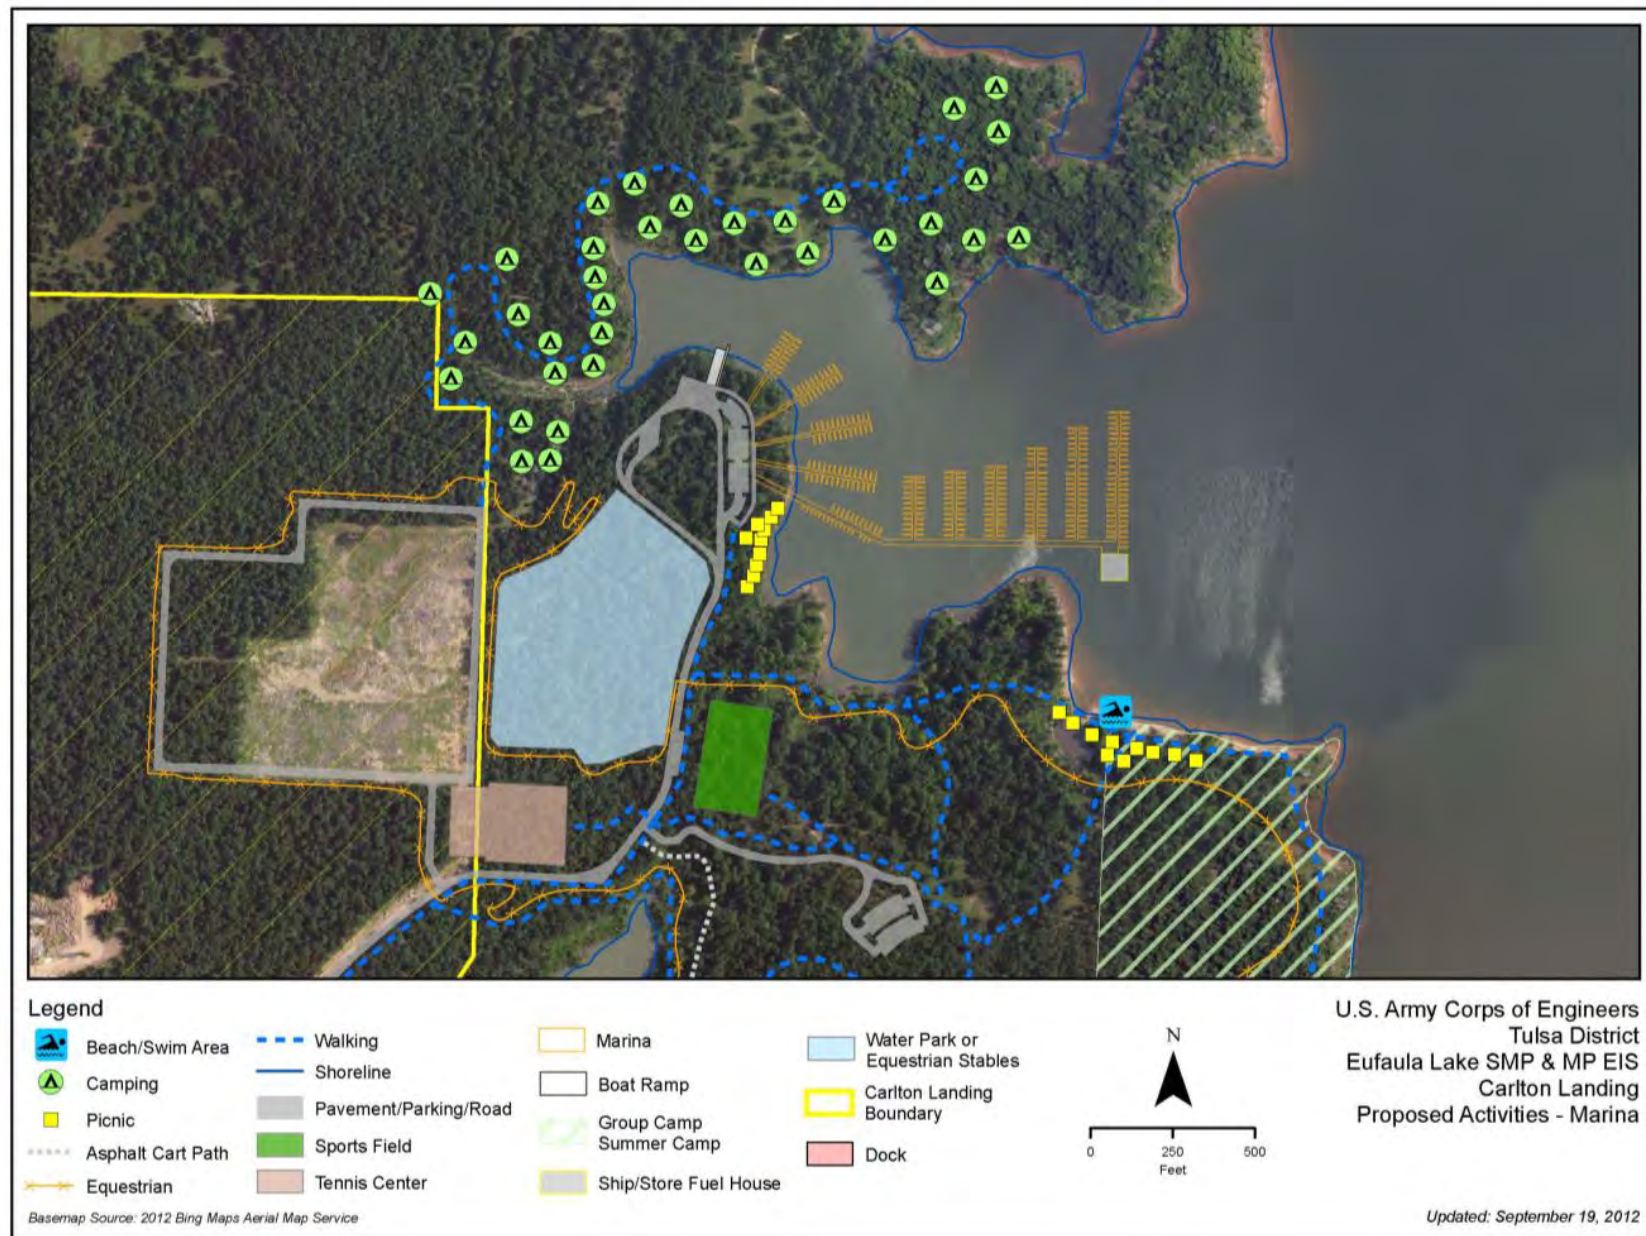 Legend
Beach/Swim Area
Camping
Picnic
Asphalt Cart Path
Equestrian
Walking
Shoreline
Pavement/Parking/Road
Sports Field
Tennis Center
Marina
Boat Ramp
Group Camp
Summer Camp
Ship/Store Fuel House
Water Park or
Equestrian Stables
Carlton Landing
Boundary
Dock
N
0 250 500
Feet
U.S. Army Corps of Engineers
Tulsa District
Eufaula Lake SMP & MP EIS
Carlton Landing
Proposed Activities - Marina
Basemap Source: 2012 Bing Maps Aerial Map Service
Updated: September 19, 2012